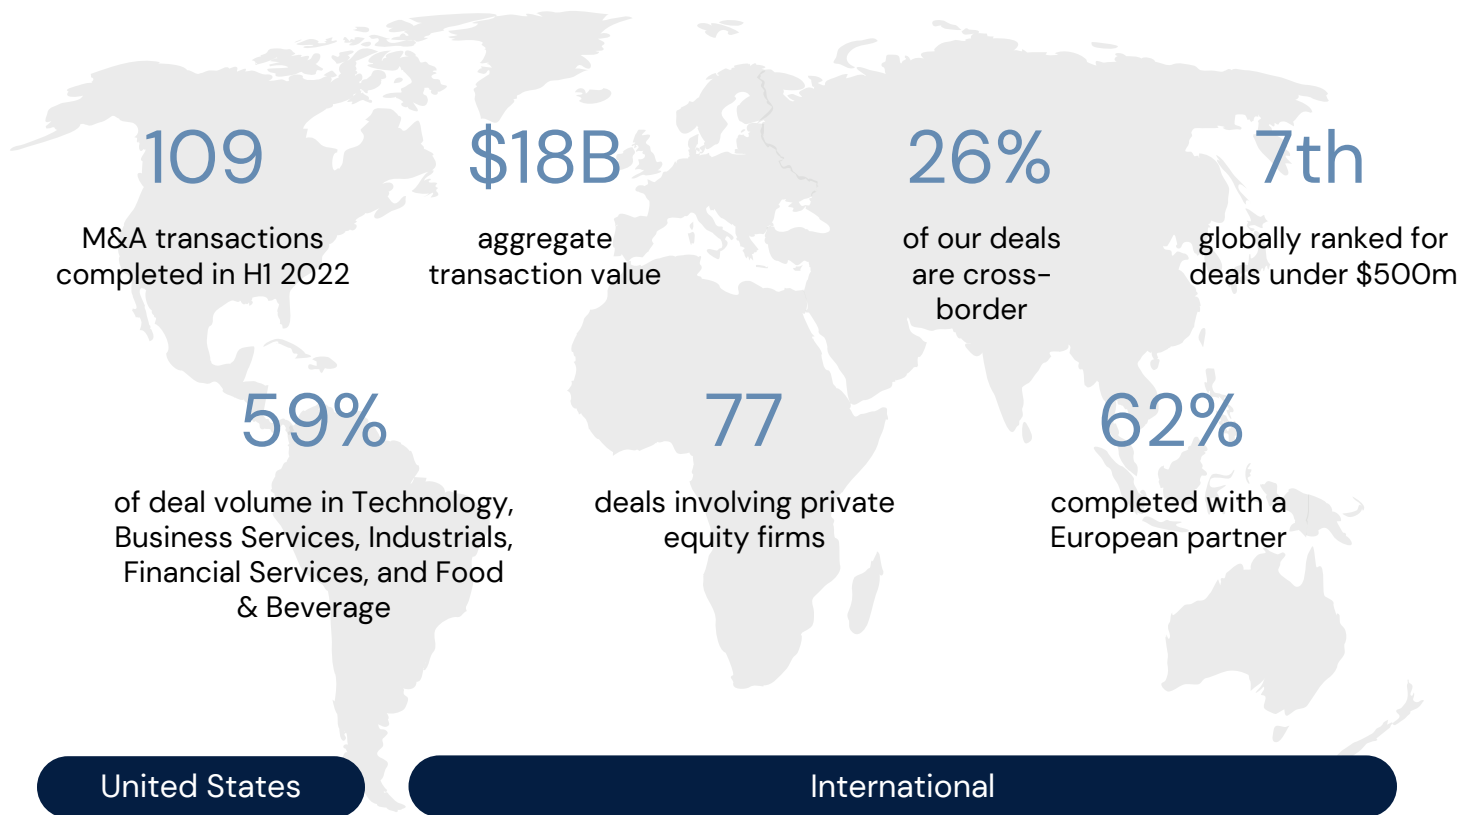 109
M&A transactions
completed in H1 2022
$18B
aggregate
transaction value
26%
of our deals
are cross-
border
7th
globally ranked for
deals under $500m
59%
of deal volume in Technology,
Business Services, Industrials,
Financial Services, and Food
& Beverage
77
deals involving private
equity firms
62%
completed with a
European partner
United States
International